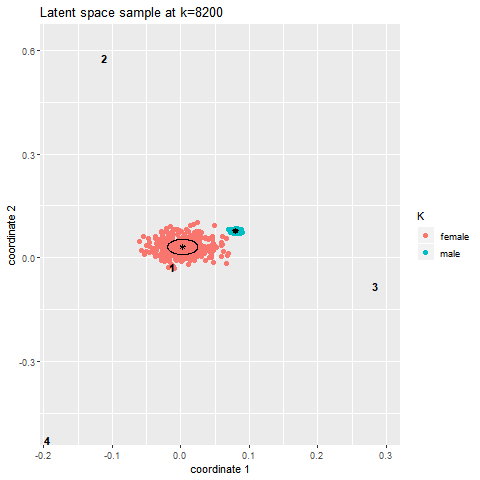 Latent space sample at k=8200
0.6
0.3
0.0
-0.3
coordinate 2
2
1
3
4
-0.2
-0.1
0.0
0.1
0.2
0.3
coordinate 1
K
female
male